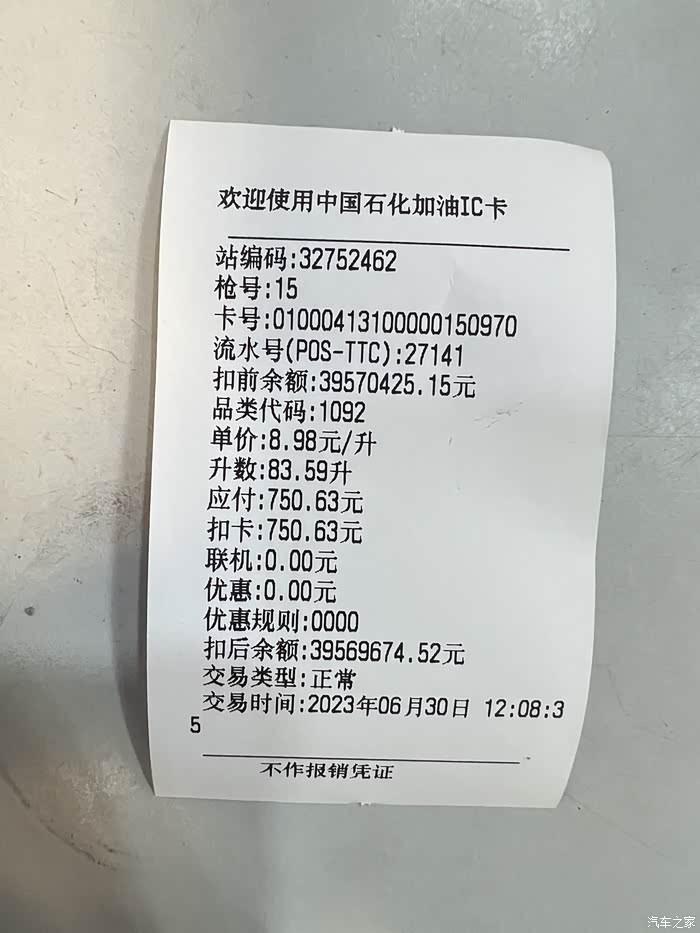 欢迎使用中国石化加油IC卡
站编码:32752462
枪号:15
卡号:01000413100000150970
流水号(POS-TTC):27141
扣前余额:39570425.15元
品类代码:1092
单价:8.98元/升
升数:83.59升
应付:750.63元
扣卡:750.63元
联机:0.00元
优惠:0.00元
优惠规则:0000
扣后余额:39569674.52元
交易类型:正常
交易时间:2023年06月30日 12:08:3
5
不作报销凭证
汽车之家